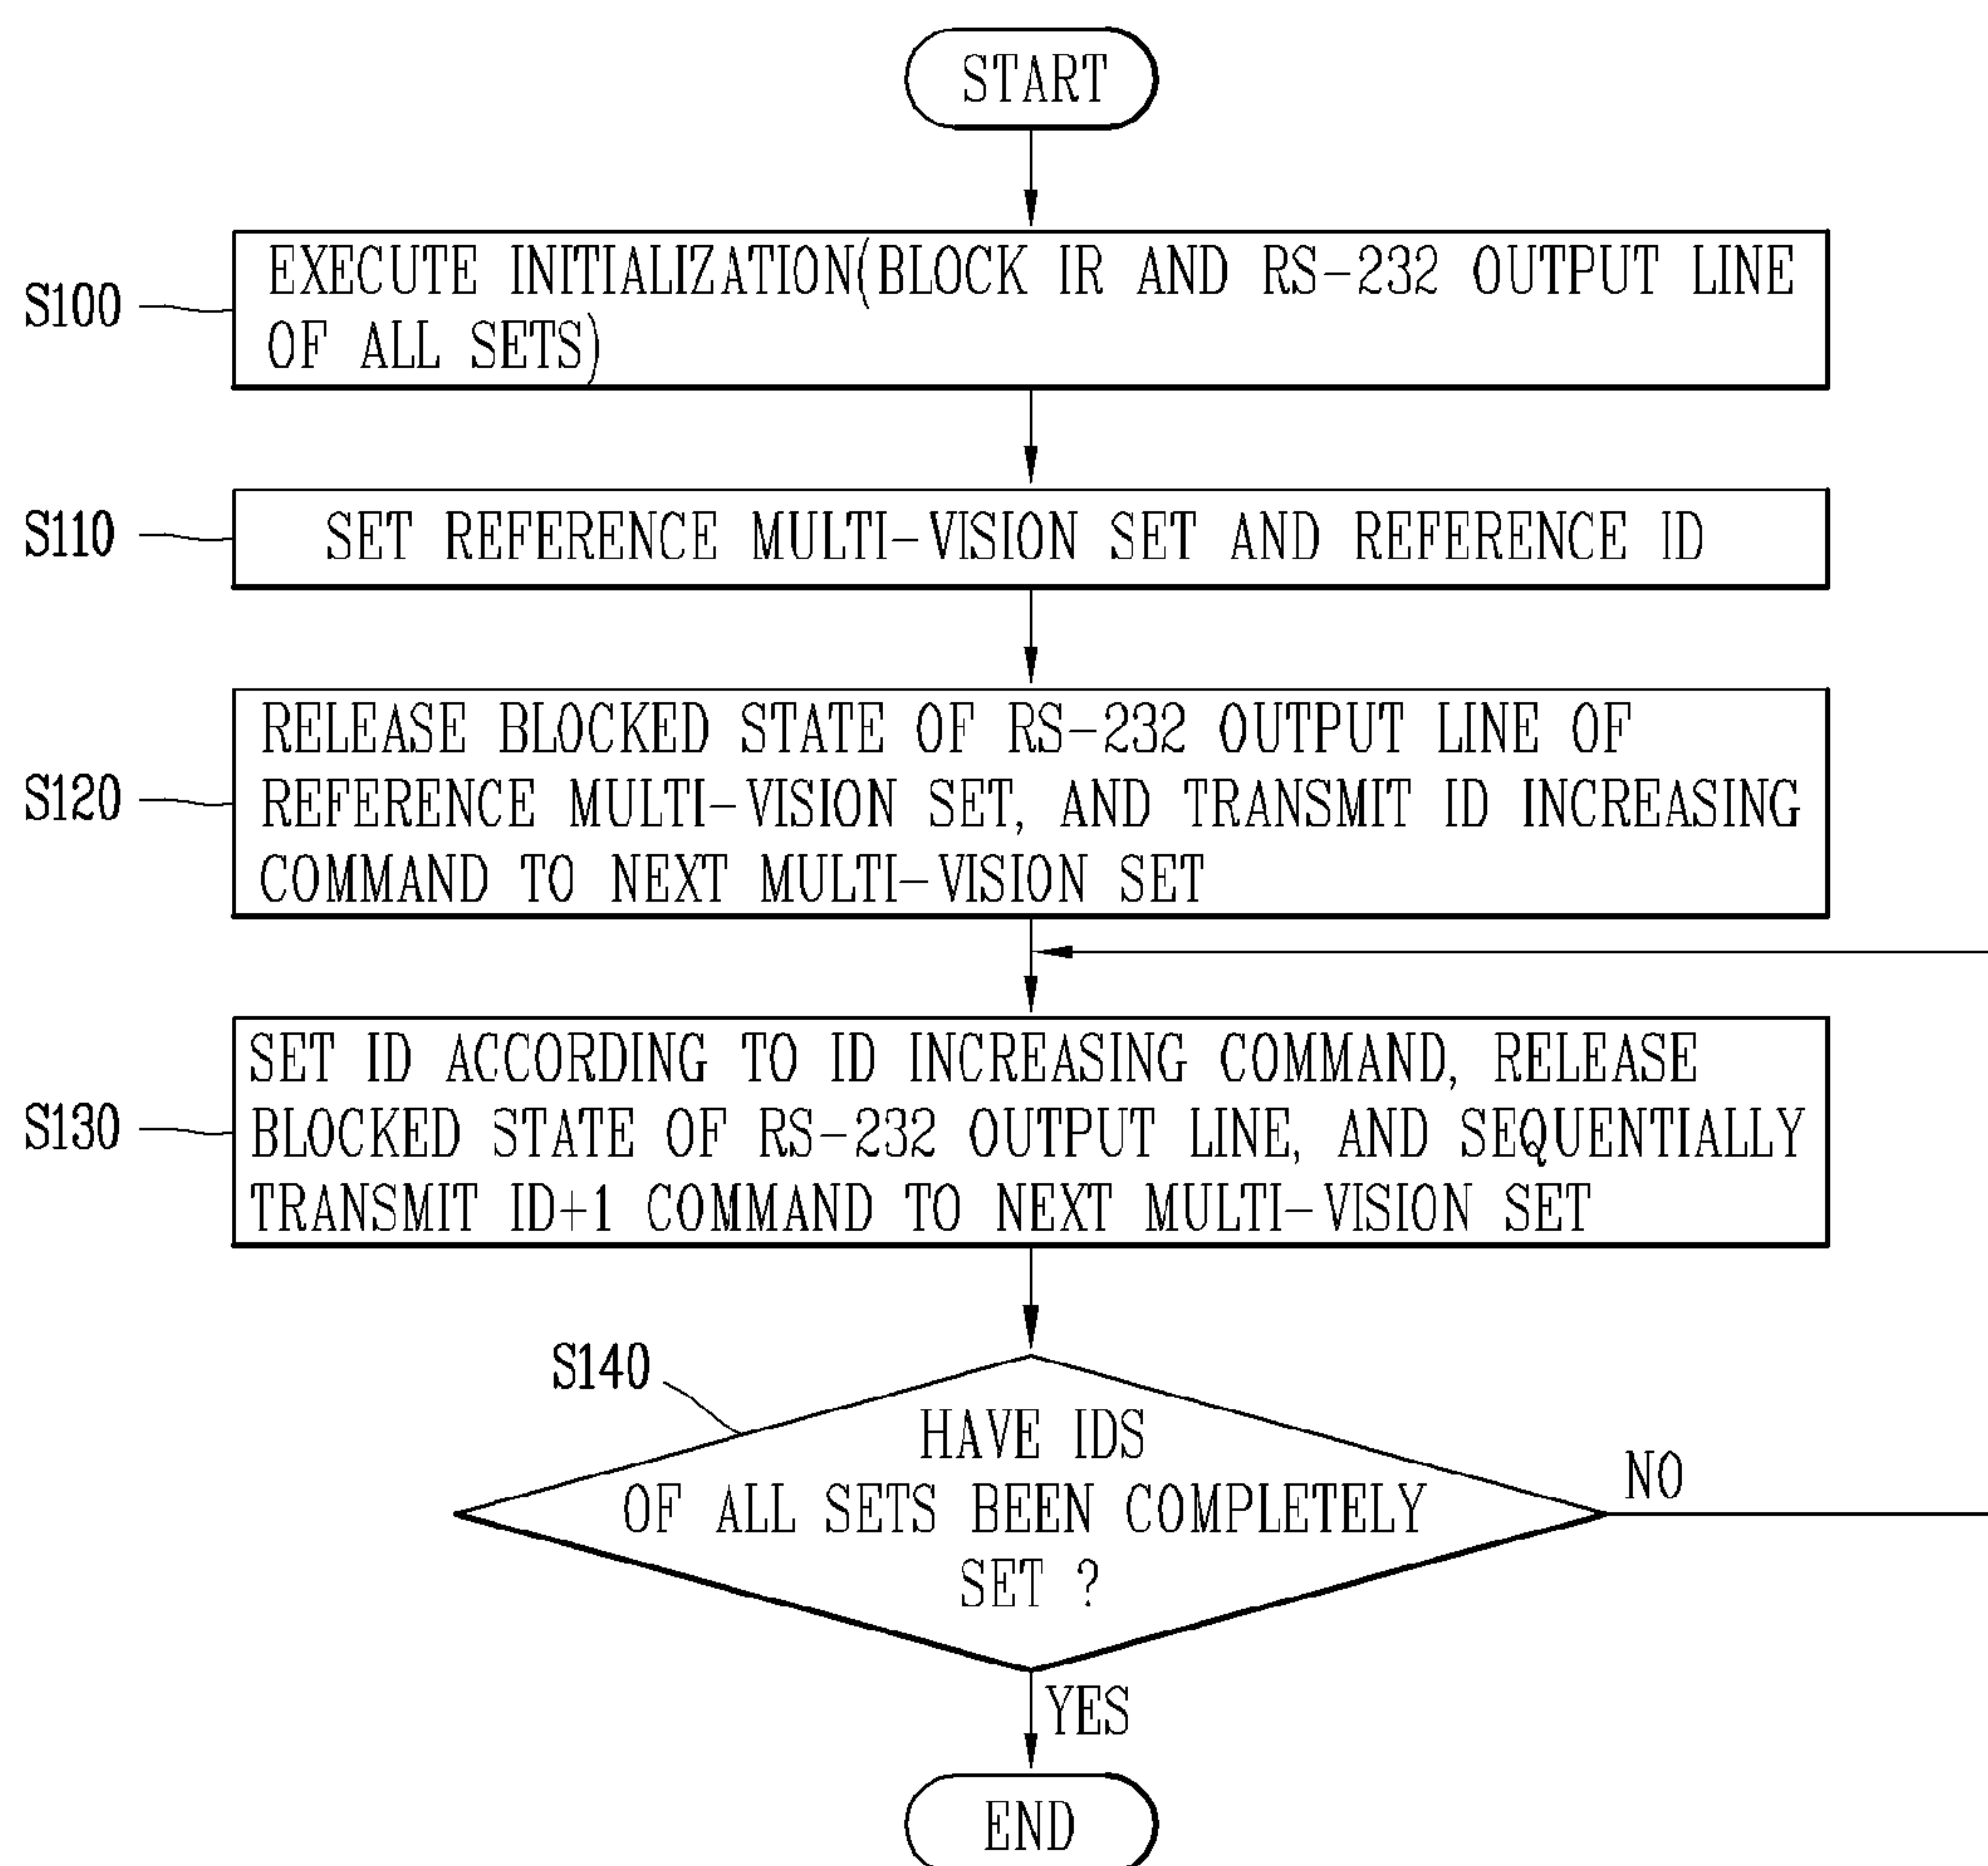 START
S100
EXECUTE INITIALIZATION(BLOCK IR AND RS-232 OUTPUT LINE
OF ALL SETS)
S110
SET REFERENCE MULTI-VISION SET AND REFERENCE ID
S120
RELEASE BLOCKED STATE OF RS-232 OUTPUT LINE OF
REFERENCE MULTI-VISION SET, AND TRANSMIT ID INCREASING
COMMAND TO NEXT MULTI-VISION SET
S130
SET ID ACCORDING TO ID INCREASING COMMAND, RELEASE
BLOCKED STATE OF RS-232 OUTPUT LINE, AND SEQUENTIALLY
TRANSMIT ID+1 COMMAND TO NEXT MULTI-VISION SET
S140
HAVE IDS
OF ALL SETS BEEN COMPLETELY
SET ?
NO
YES
END